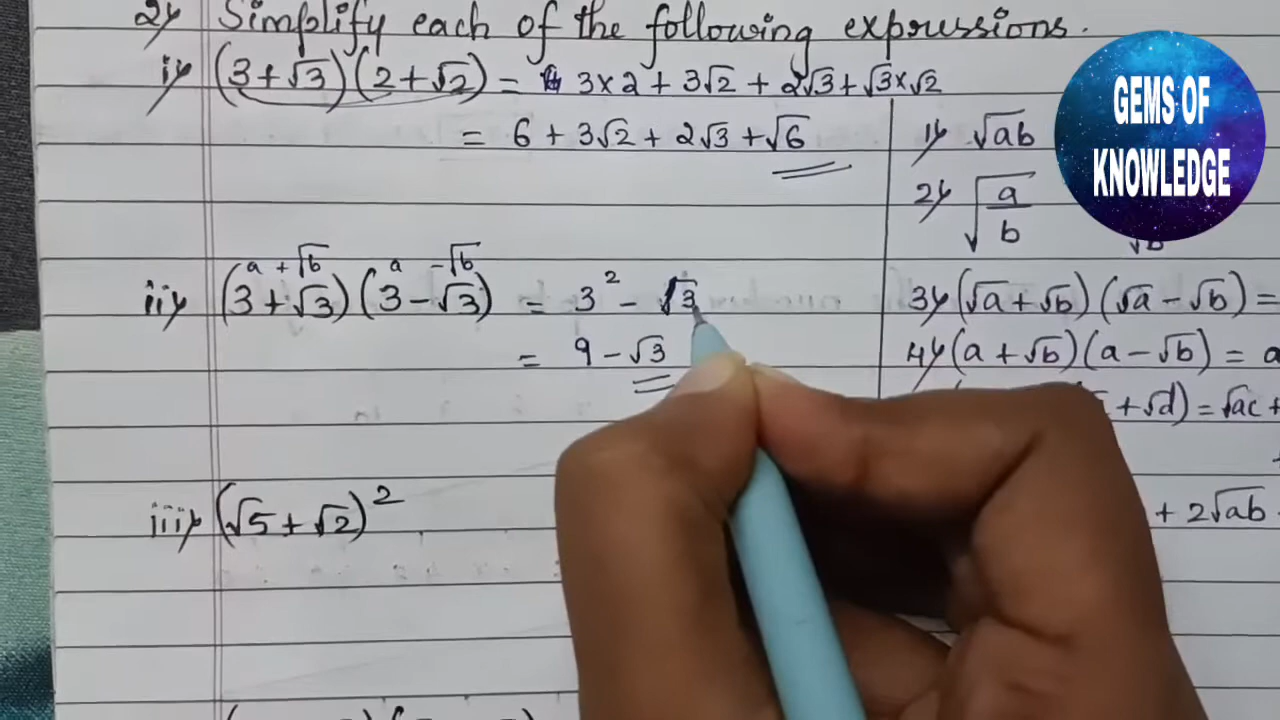 2) Simplify each of the following expressions.
i) (3+√3)(2+√2) = 3×2 + 3√2 + 2√3 + √3×√2
= 6 + 3√2 + 2√3 + √6
ii) (3+√3)(3-√3) = 3² - √3
a + √b a - √b
= 9 - √3
iii) (√5+√2)²
1) √ab
2) √a/b
√b
3) (√a+√b)(√a-√b) =
4) (a+√b)(a-√b) = a
+√d) = √ac +
+ 2√ab
GEMS OF
KNOWLEDGE